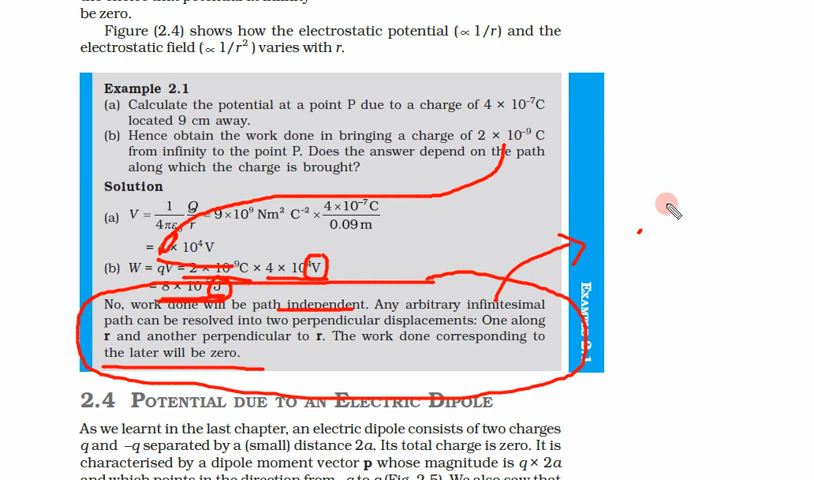 be zero.
Figure (2.4) shows how the electrostatic potential ( ∝ 1/r) and the
electrostatic field ( ∝ 1/r² ) varies with r.
Example 2.1
(a) Calculate the potential at a point P due to a charge of 4 × 10⁻⁷C
located 9 cm away.
(b) Hence obtain the work done in bringing a charge of 2 × 10⁻⁹ C
from infinity to the point P. Does the answer depend on the path
along which the charge is brought?
Solution
(a) V = 1/4πε₀ Q/r = 9×10⁹ Nm² C⁻² × 4×10⁻⁷C/0.09m
= × 10⁴ V
(b) W = qV = 2 × 10⁻⁹C × 4 × 10⁴V
= 8 × 10 J
No, work done will be path independent. Any arbitrary infinitesimal
path can be resolved into two perpendicular displacements: One along
r and another perpendicular to r. The work done corresponding to
the later will be zero.
EXAMPLE 2.1
2.4 POTENTIAL DUE TO AN ELECTRIC DIPOLE
As we learnt in the last chapter, an electric dipole consists of two charges
q and –q separated by a (small) distance 2a. Its total charge is zero. It is
characterised by a dipole moment vector p whose magnitude is q × 2a